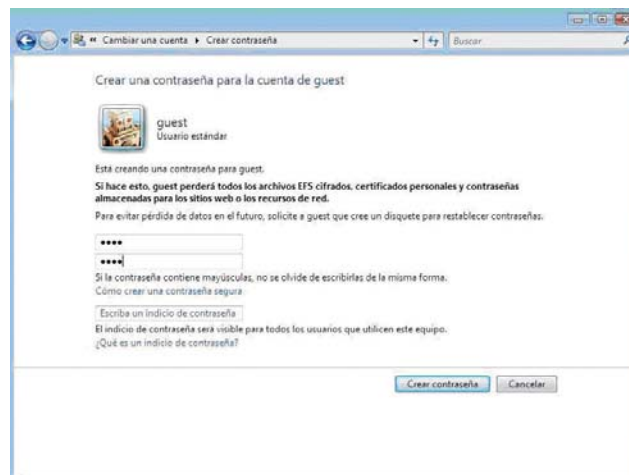 « Cambiar una cuenta ▸ Crear contraseña
Buscar
Crear una contraseña para la cuenta de guest
guest
Usuario estándar
Está creando una contraseña para guest.
Si hace esto, guest perderá todos los archivos EFS cifrados, certificados personales y contraseñas
almacenadas para los sitios web o los recursos de red.
Para evitar pérdida de datos en el futuro, solicite a guest que cree un disquete para restablecer contraseñas.
••••
••••
Si la contraseña contiene mayúsculas, no se olvide de escribirlas de la misma forma.
Cómo crear una contraseña segura
Escriba un indicio de contraseña
El indicio de contraseña será visible para todos los usuarios que utilicen este equipo.
¿Qué es un indicio de contraseña?
Crear contraseña
Cancelar